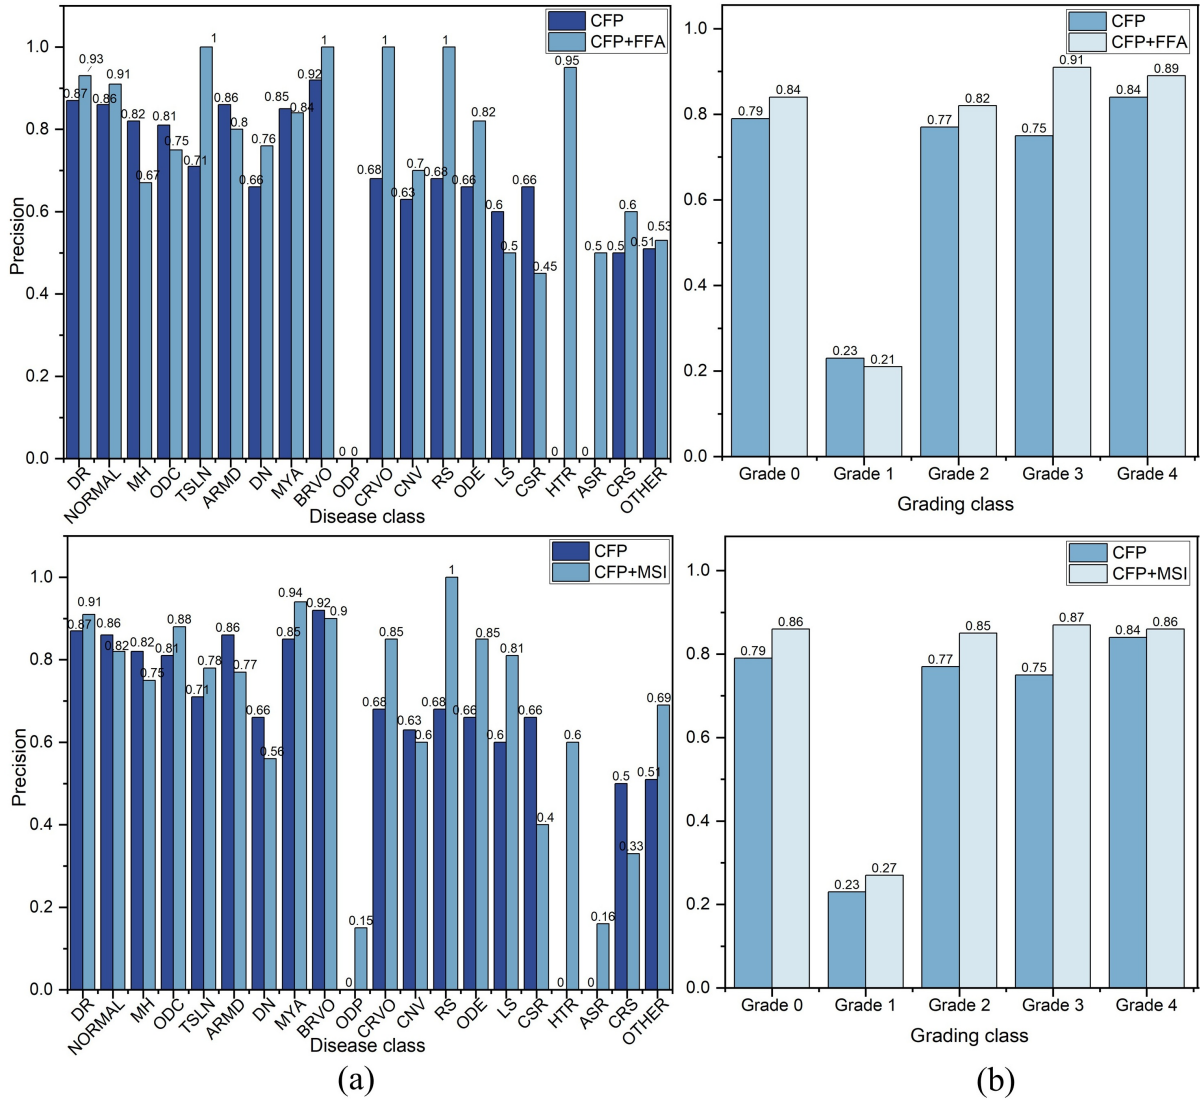 CFP
CFP+FFA
Precision
1.0
0.8
0.6
0.4
0.2
0.0
0.87 0.93 0.86 0.91 0.82 0.67 0.81 0.75 0.71 1 0.86 0.8 0.66 0.76 0.85 0.84 0.92 1 0 0 0.68 1 0.63 0.7 0.68 1 0.66 0.82 0.6 0.5 0.66 0.45 0 0.95 0 0.5 0.5 0.6 0.51 0.53
DR NORMAL MH ODC TSLN ARMD DN MYA BRVO ODP CRVO CNV RS ODE LS CSR HTR ASR CRS OTHER
Disease class
CFP
CFP+FFA
1.0
0.8
0.6
0.4
0.2
0.0
0.79 0.84 0.23 0.21 0.77 0.82 0.75 0.91 0.84 0.89
Grade 0 Grade 1 Grade 2 Grade 3 Grade 4
Grading class
CFP
CFP+MSI
Precision
1.0
0.8
0.6
0.4
0.2
0.0
0.87 0.91 0.86 0.82 0.82 0.75 0.81 0.88 0.71 0.78 0.86 0.77 0.66 0.56 0.85 0.94 0.92 0.9 0 0.15 0.68 0.85 0.63 0.6 0.68 1 0.66 0.85 0.6 0.81 0.66 0.4 0 0.6 0 0.16 0.5 0.33 0.51 0.69
DR NORMAL MH ODC TSLN ARMD DN MYA BRVO ODP CRVO CNV RS ODE LS CSR HTR ASR CRS OTHER
Disease class
(a)
CFP
CFP+MSI
1.0
0.8
0.6
0.4
0.2
0.0
0.79 0.86 0.23 0.27 0.77 0.85 0.75 0.87 0.84 0.86
Grade 0 Grade 1 Grade 2 Grade 3 Grade 4
Grading class
(b)